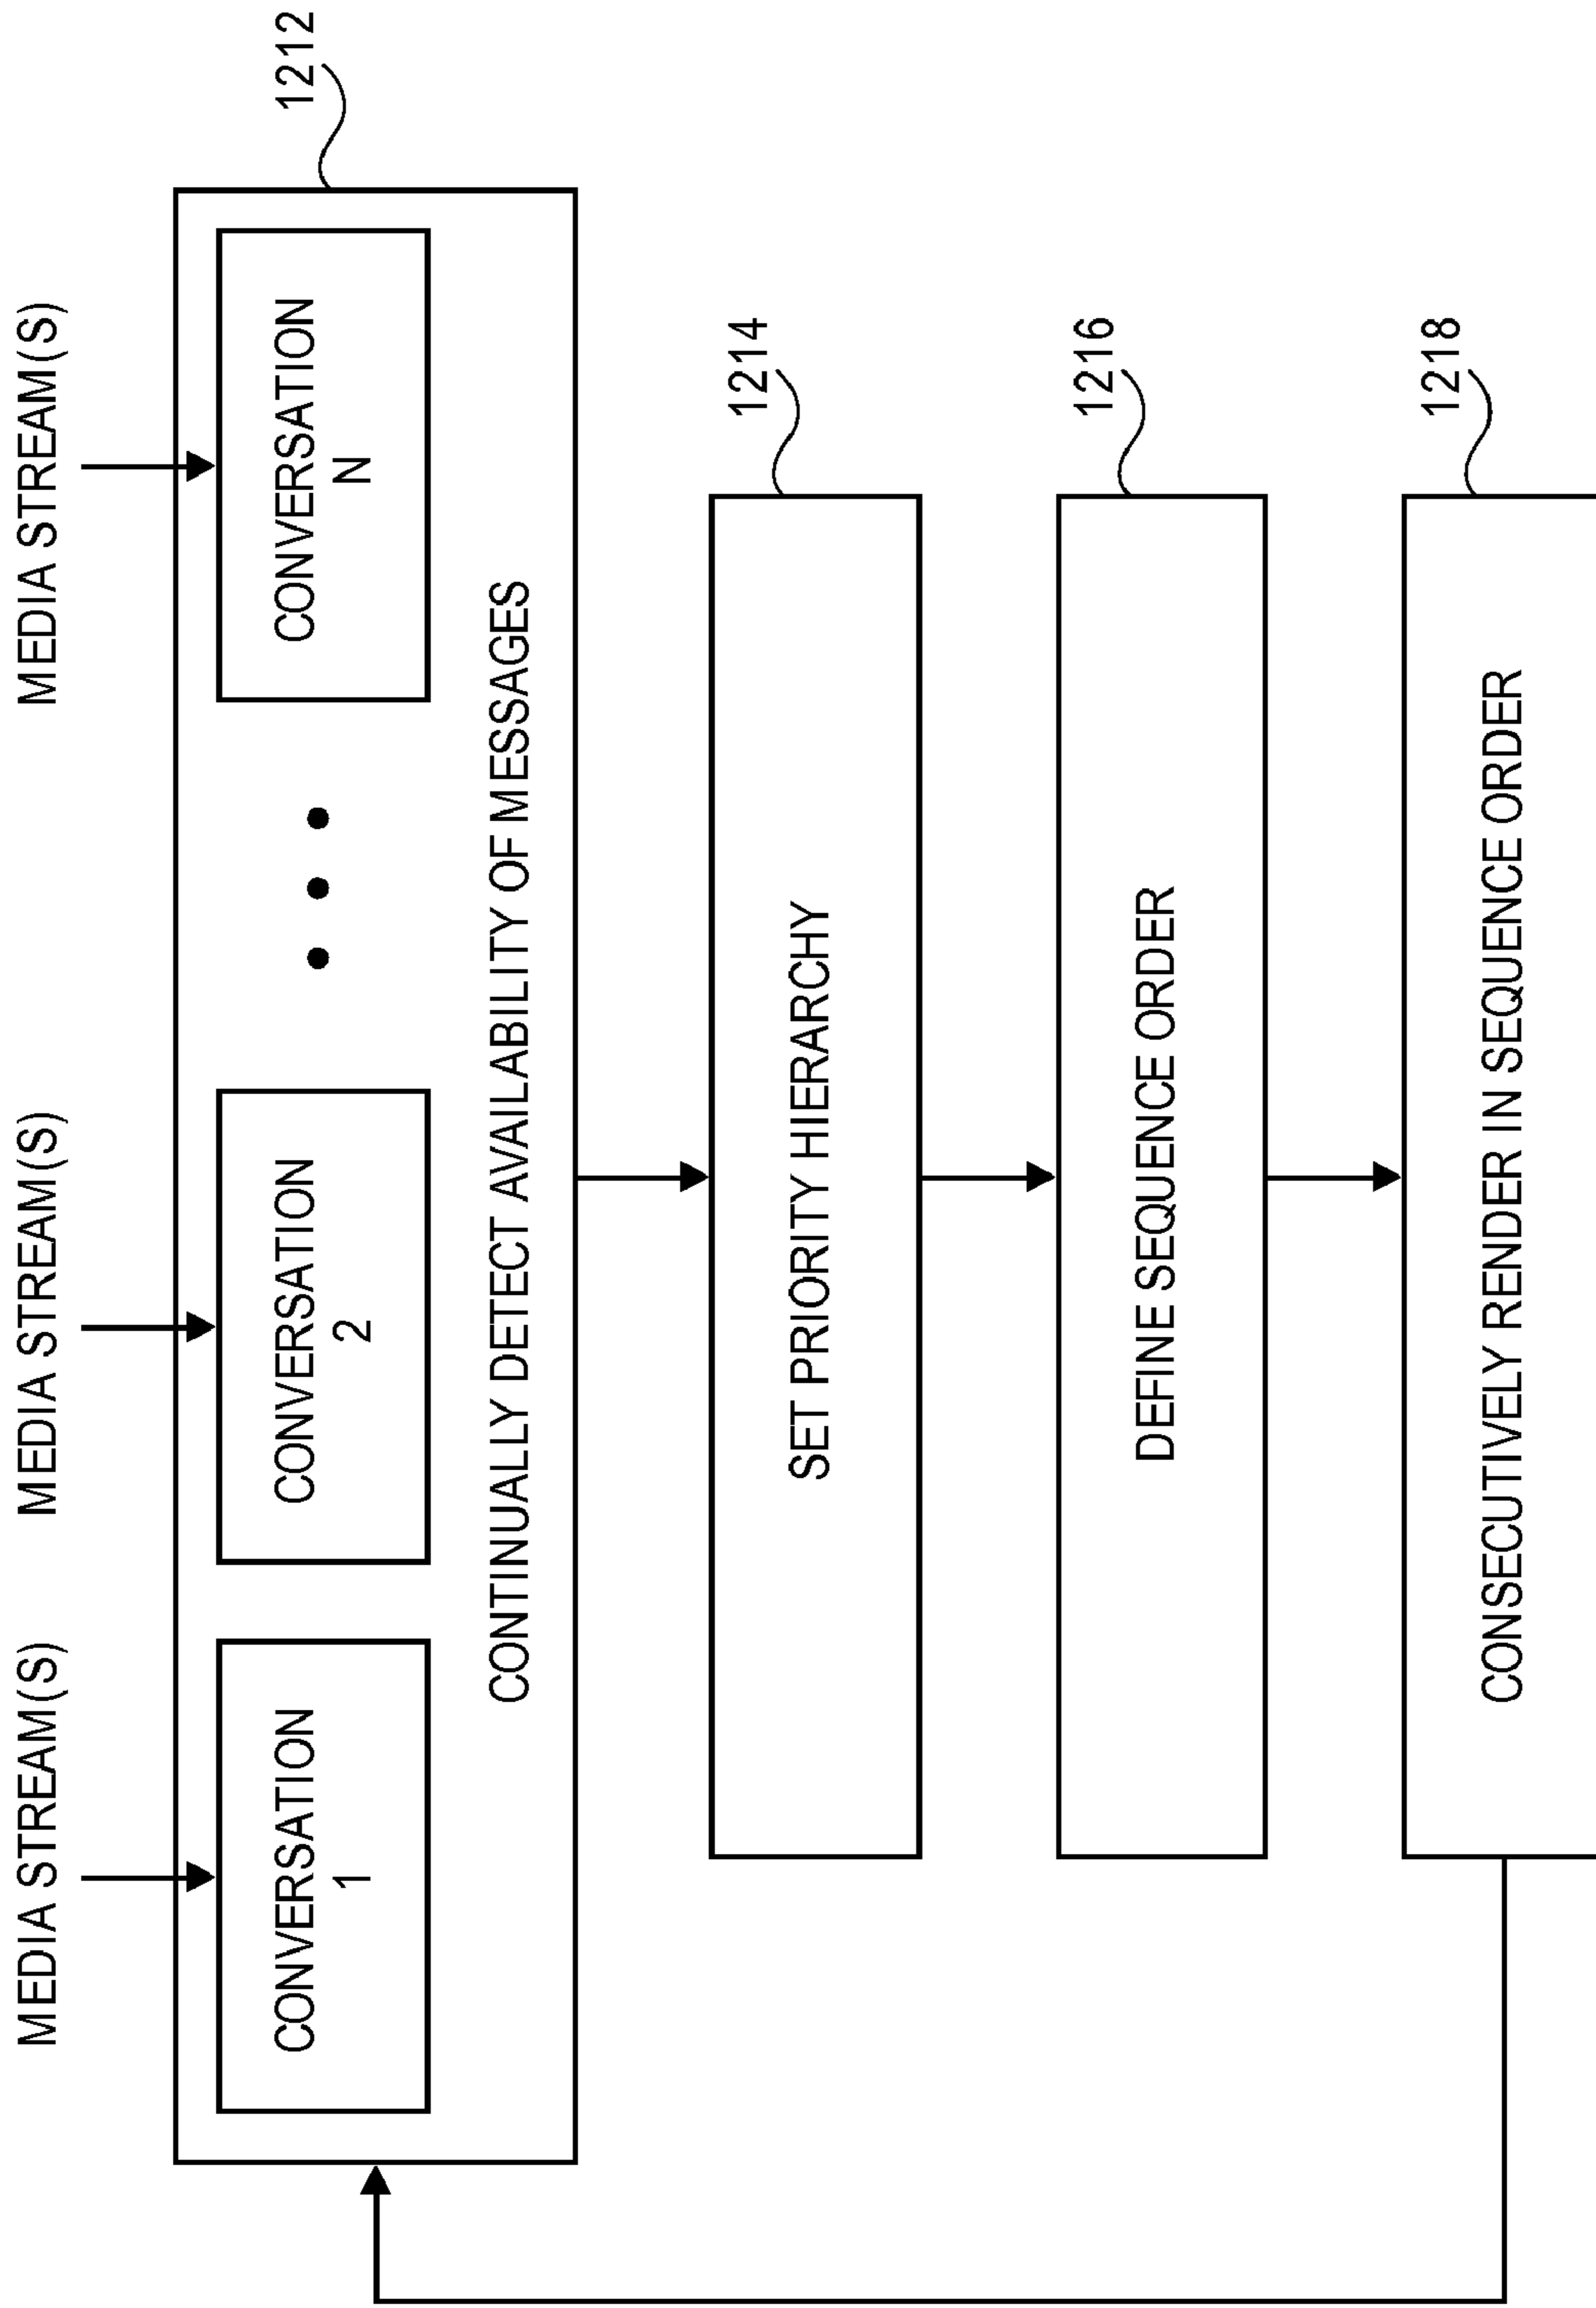 MEDIA STREAM(S)
MEDIA STREAM(S)
MEDIA STREAM(S)
1212
CONVERSATION
1
CONVERSATION
2
CONVERSATION
N
CONTINUALLY DETECT AVAILABILITY OF MESSAGES
1214
SET PRIORITY HIERARCHY
1216
DEFINE SEQUENCE ORDER
1218
CONSECUTIVELY RENDER IN SEQUENCE ORDER